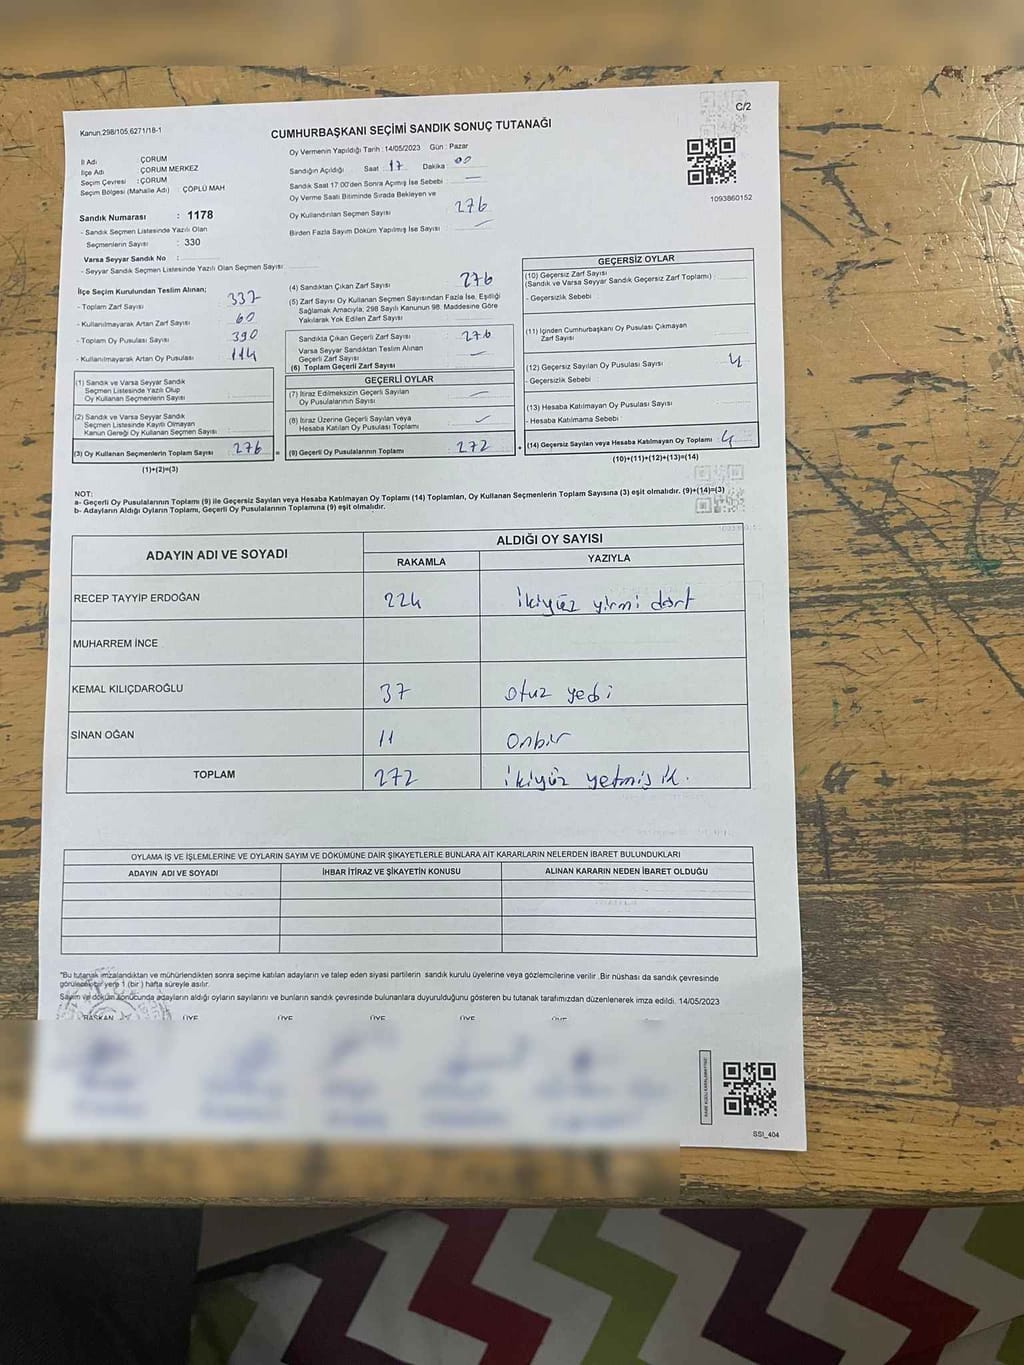 C/2
Kanun.298/105,6271/18-1
CUMHURBAŞKANI SEÇİMİ SANDIK SONUÇ TUTANAĞI
İl Adı : ÇORUM
İlçe Adı ÇORUM MERKEZ
Seçim Çevresi : ÇORUM
Seçim Bölgesi (Mahalle Adı) : ÇÖPLÜ MAH
Sandık Numarası : 1178
- Sandık Seçmen Listesinde Yazılı Olan
Seçmenlerin Sayısı : 330
Varsa Seyyar Sandık No :
- Seyyar Sandık Seçmen Listesinde Yazılı Olan Seçmen Sayısı:
Oy Vermenin Yapıldığı Tarih : 14/05/2023 Gün : Pazar
Sandığın Açıldığı Saat : 17 Dakika : 00
Sandık Saat 17:00'den Sonra Açımış İse Sebebi : —
Oy Verme Saati Bitiminde Sırada Bekleyen ve
Oy Kullandırılan Seçmen Sayısı 276
Birden Fazla Sayım Döküm Yapılmış İse Sayısı : —
1093860152
İlçe Seçim Kurulundan Teslim Alınan;
- Toplam Zarf Sayısı : 337
- Kullanılmayarak Artan Zarf Sayısı : 60
- Toplam Oy Pusulası Sayısı : 390
- Kullanılmayarak Artan Oy Pusulası : 114
(1) Sandık ve Varsa Seyyar Sandık
Seçmen Listesinde Yazılı Olup
Oy Kullanan Seçmenlerin Sayısı :
(2) Sandık ve Varsa Seyyar Sandık
Seçmen Listesinde Kayıtlı Olmayan
Kanun Gereği Oy Kullanan Seçmen Sayısı :
(3) Oy Kullanan Seçmenlerin Toplam Sayısı : 276
(1)+(2)=(3)
(4) Sandıktan Çıkan Zarf Sayısı : 276
(5) Zarf Sayısı Oy Kullanan Seçmen Sayısından Fazla İse, Eşitliği
Sağlamak Amacıyla, 298 Sayılı Kanunun 98. Maddesine Göre
Yakılarak Yok Edilen Zarf Sayısı :
Sandıkta Çıkan Geçerli Zarf Sayısı : 276
Varsa Seyyar Sandıktan Teslim Alınan
Geçerli Zarf Sayısı : —
(6) Toplam Geçerli Zarf Sayısı :
GEÇERLİ OYLAR
(7) İtiraz Edilmeksizin Geçerli Sayılan
Oy Pusulalarının Sayısı : —
(8) İtiraz Üzerine Geçerli Sayılan veya
Hesaba Katılan Oy Pusulası Toplamı : —
(9) Geçerli Oy Pusulalarının Toplamı : 272
GEÇERSİZ OYLAR
(10) Geçersiz Zarf Sayısı
(Sandık ve Varsa Seyyar Sandık Geçersiz Zarf Toplamı) :
- Geçersizlik Sebebi :
(11) İçinden Cumhurbaşkanı Oy Pusulası Çıkmayan
Zarf Sayısı :
(12) Geçersiz Sayılan Oy Pusulası Sayısı : 4
- Geçersizlik Sebebi :
(13) Hesaba Katılmayan Oy Pusulası Sayısı :
- Hesaba Katılmama Sebebi :
(14) Geçersiz Sayılan veya Hesaba Katılmayan Oy Toplamı : 4
(10)+(11)+(12)+(13)=(14)
NOT:
a- Geçerli Oy Pusulalarının Toplamı (9) ile Geçersiz Sayılan veya Hesaba Katılmayan Oy Toplamı (14) Toplamları, Oy Kullanan Seçmenlerin Toplam Sayısına (3) eşit olmalıdır. (9)+(14)=(3)
b- Adayların Aldığı Oyların Toplamı, Geçerli Oy Pusulalarının Toplamına (9) eşit olmalıdır.
ADAYIN ADI VE SOYADI ALDIĞI OY SAYISI
RAKAMLA YAZIYLA
RECEP TAYYİP ERDOĞAN 224 ikiyüz yirmi dört
MUHARREM İNCE
KEMAL KILIÇDAROĞLU 37 otuz yedi
SİNAN OĞAN 11 Onbir
TOPLAM 272 ikiyüz yetmiş ik.
OYLAMA İŞ VE İŞLEMLERİNE VE OYLARIN SAYIM VE DÖKÜMÜNE DAİR ŞİKAYETLERLE BUNLARA AİT KARARLARIN NELERDEN İBARET BULUNDUKLARI
ADAYIN ADI VE SOYADI İHBAR İTİRAZ VE ŞİKAYETİN KONUSU ALINAN KARARIN NEDEN İBARET OLDUĞU
"Bu tutanak imzalandıktan ve mühürlendikten sonra seçime katılan adayların ve talep eden siyasi partilerin sandık kurulu üyelerine veya gözlemcilerine verilir .Bir nüshası da sandık çevresinde
görülecek bir yere 1 (bir ) hafta süreyle asılır.
Sayım ve döküm sonucunda adayların aldığı oyların sayılarını ve bunların sandık çevresinde bulunanlara duyurulduğunu gösteren bu tutanak tarafımızdan düzenlenerek imza edildi. 14/05/2023
BAŞKAN ÜYE ÜYE ÜYE ÜYE ÜYE
SSI_404